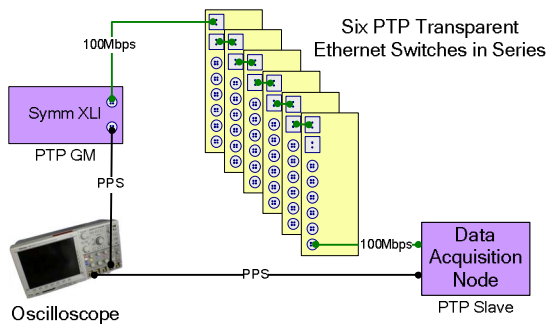 Six PTP Transparent
Ethernet Switches in Series
100Mbps
Symm XLI
PTP GM
PPS
100Mbps
Data
Acquisition
Node
PPS
PTP Slave
Oscilloscope